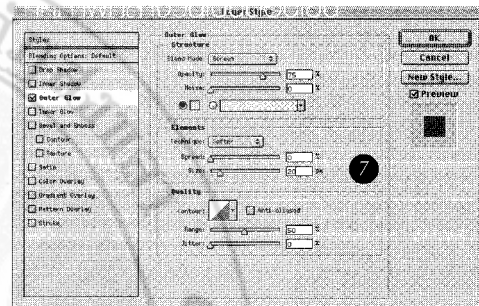 Layer Style
Styles
Blending Options: Default
Drop Shadow
Inner Shadow
Outer Glow
Inner Glow
Bevel and Emboss
Contour
Texture
Satin
Color Overlay
Gradient Overlay
Pattern Overlay
Stroke
Outer Glow
Structure
Blend Mode: Screen
Opacity: 75 %
Noise: 0 %
Elements
Technique: Softer
Spread: 0 %
Size: 20 px
Quality
Contour: Anti-aliased
Range: 50 %
Jitter: 0 %
OK
Cancel
New Style...
Preview
7